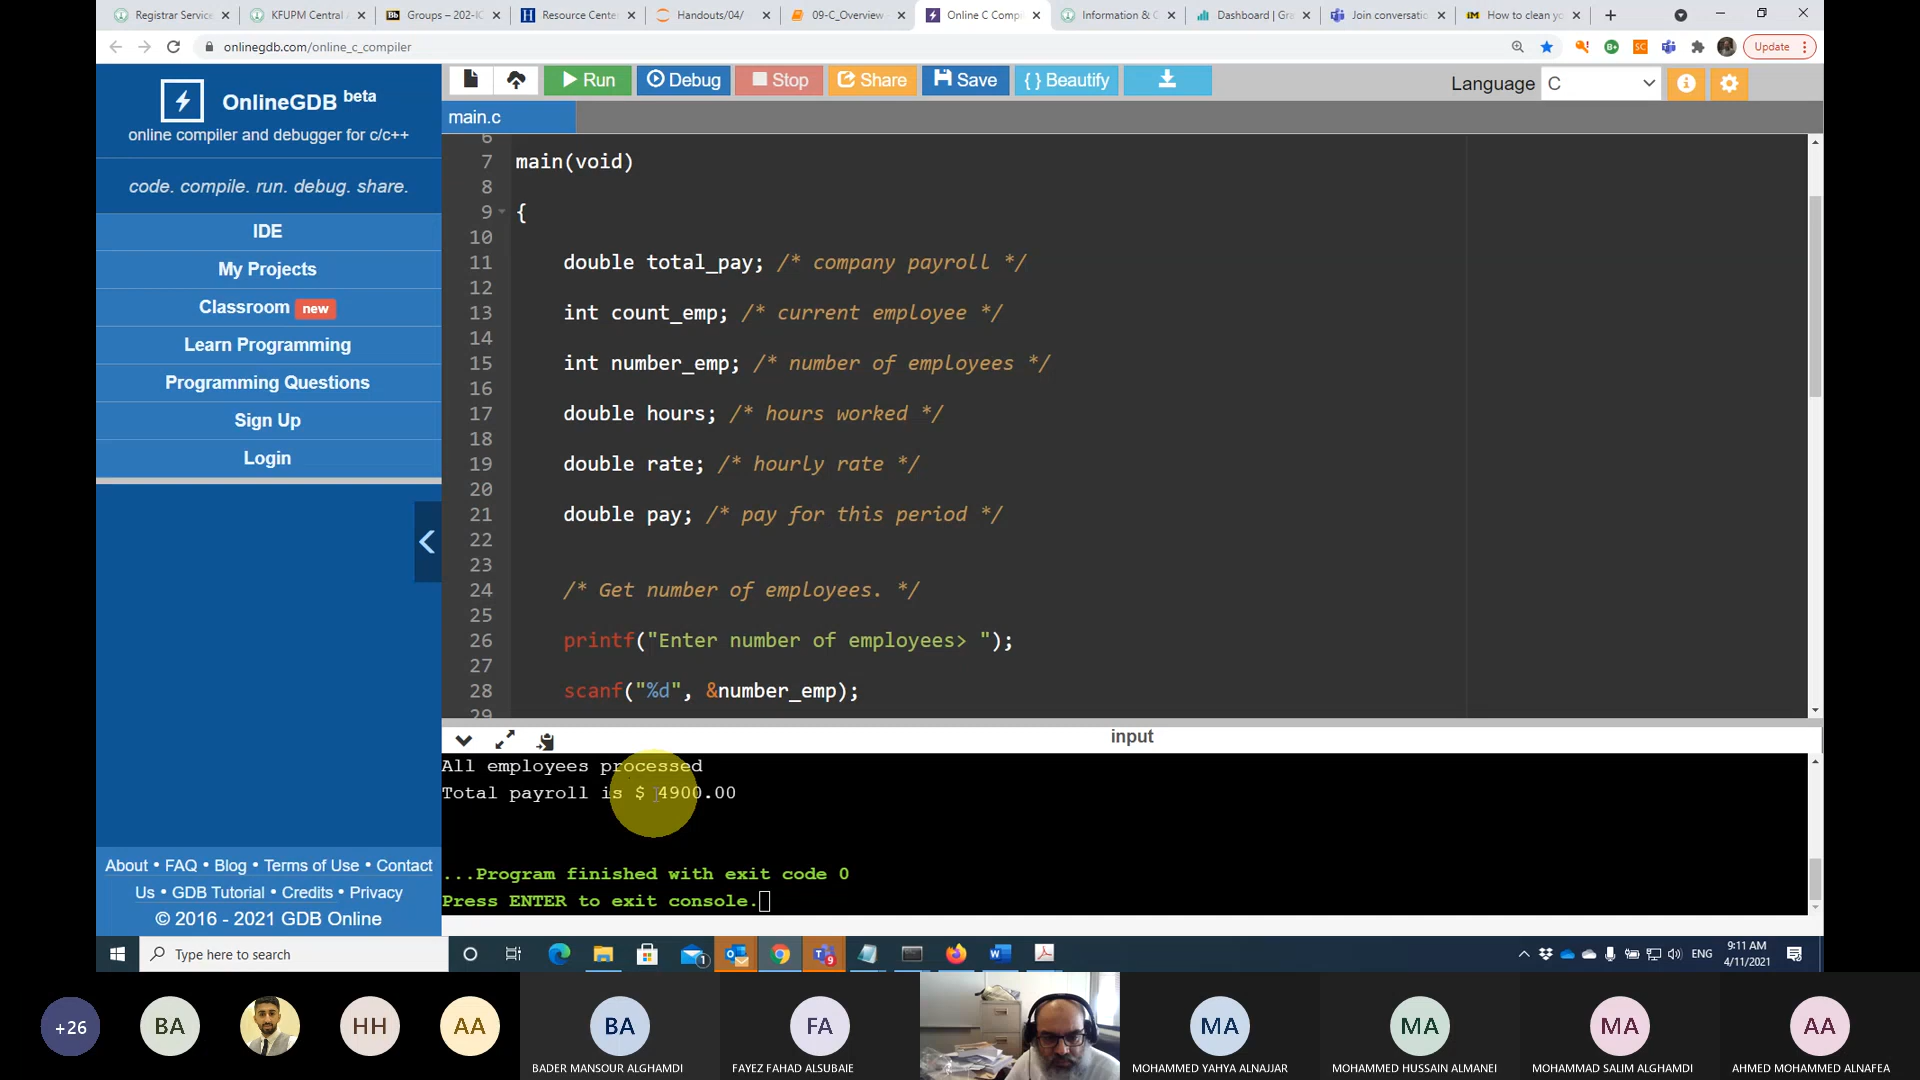 Registrar Servic
KFUPM Central
Bb Groups – 202-IC
H Resource Cente
Handouts/04/
09-C_Overview
Online C Comp
Information & C
Dashboard | Gra
Join conversatio
IM How to clean yo
onlinegdb.com/online_c_compiler
Update
OnlineGDB beta
online compiler and debugger for c/c++
code. compile. run. debug. share.
IDE
My Projects
Classroom new
Learn Programming
Programming Questions
Sign Up
Login
About • FAQ • Blog • Terms of Use • Contact
Us • GDB Tutorial • Credits • Privacy
© 2016 - 2021 GDB Online
Run
Debug
Stop
Share
Save
{ } Beautify
Language C
main.c
6
7 main(void)
8
9 {
10
11 double total_pay; /* company payroll */
12
13 int count_emp; /* current employee */
14
15 int number_emp; /* number of employees */
16
17 double hours; /* hours worked */
18
19 double rate; /* hourly rate */
20
21 double pay; /* pay for this period */
22
23
24 /* Get number of employees. */
25
26 printf("Enter number of employees> ");
27
28 scanf("%d", &number_emp);
29
input
All employees processed
Total payroll is $ 4900.00
...Program finished with exit code 0
Press ENTER to exit console.
Type here to search
ENG
9:11 AM
4/11/2021
+26
BA
HH
AA
BA
BADER MANSOUR ALGHAMDI
FA
FAYEZ FAHAD ALSUBAIE
MA
MOHAMMED YAHYA ALNAJJAR
MA
MOHAMMED HUSSAIN ALMANEI
MA
MOHAMMAD SALIM ALGHAMDI
AA
AHMED MOHAMMED ALNAFEA